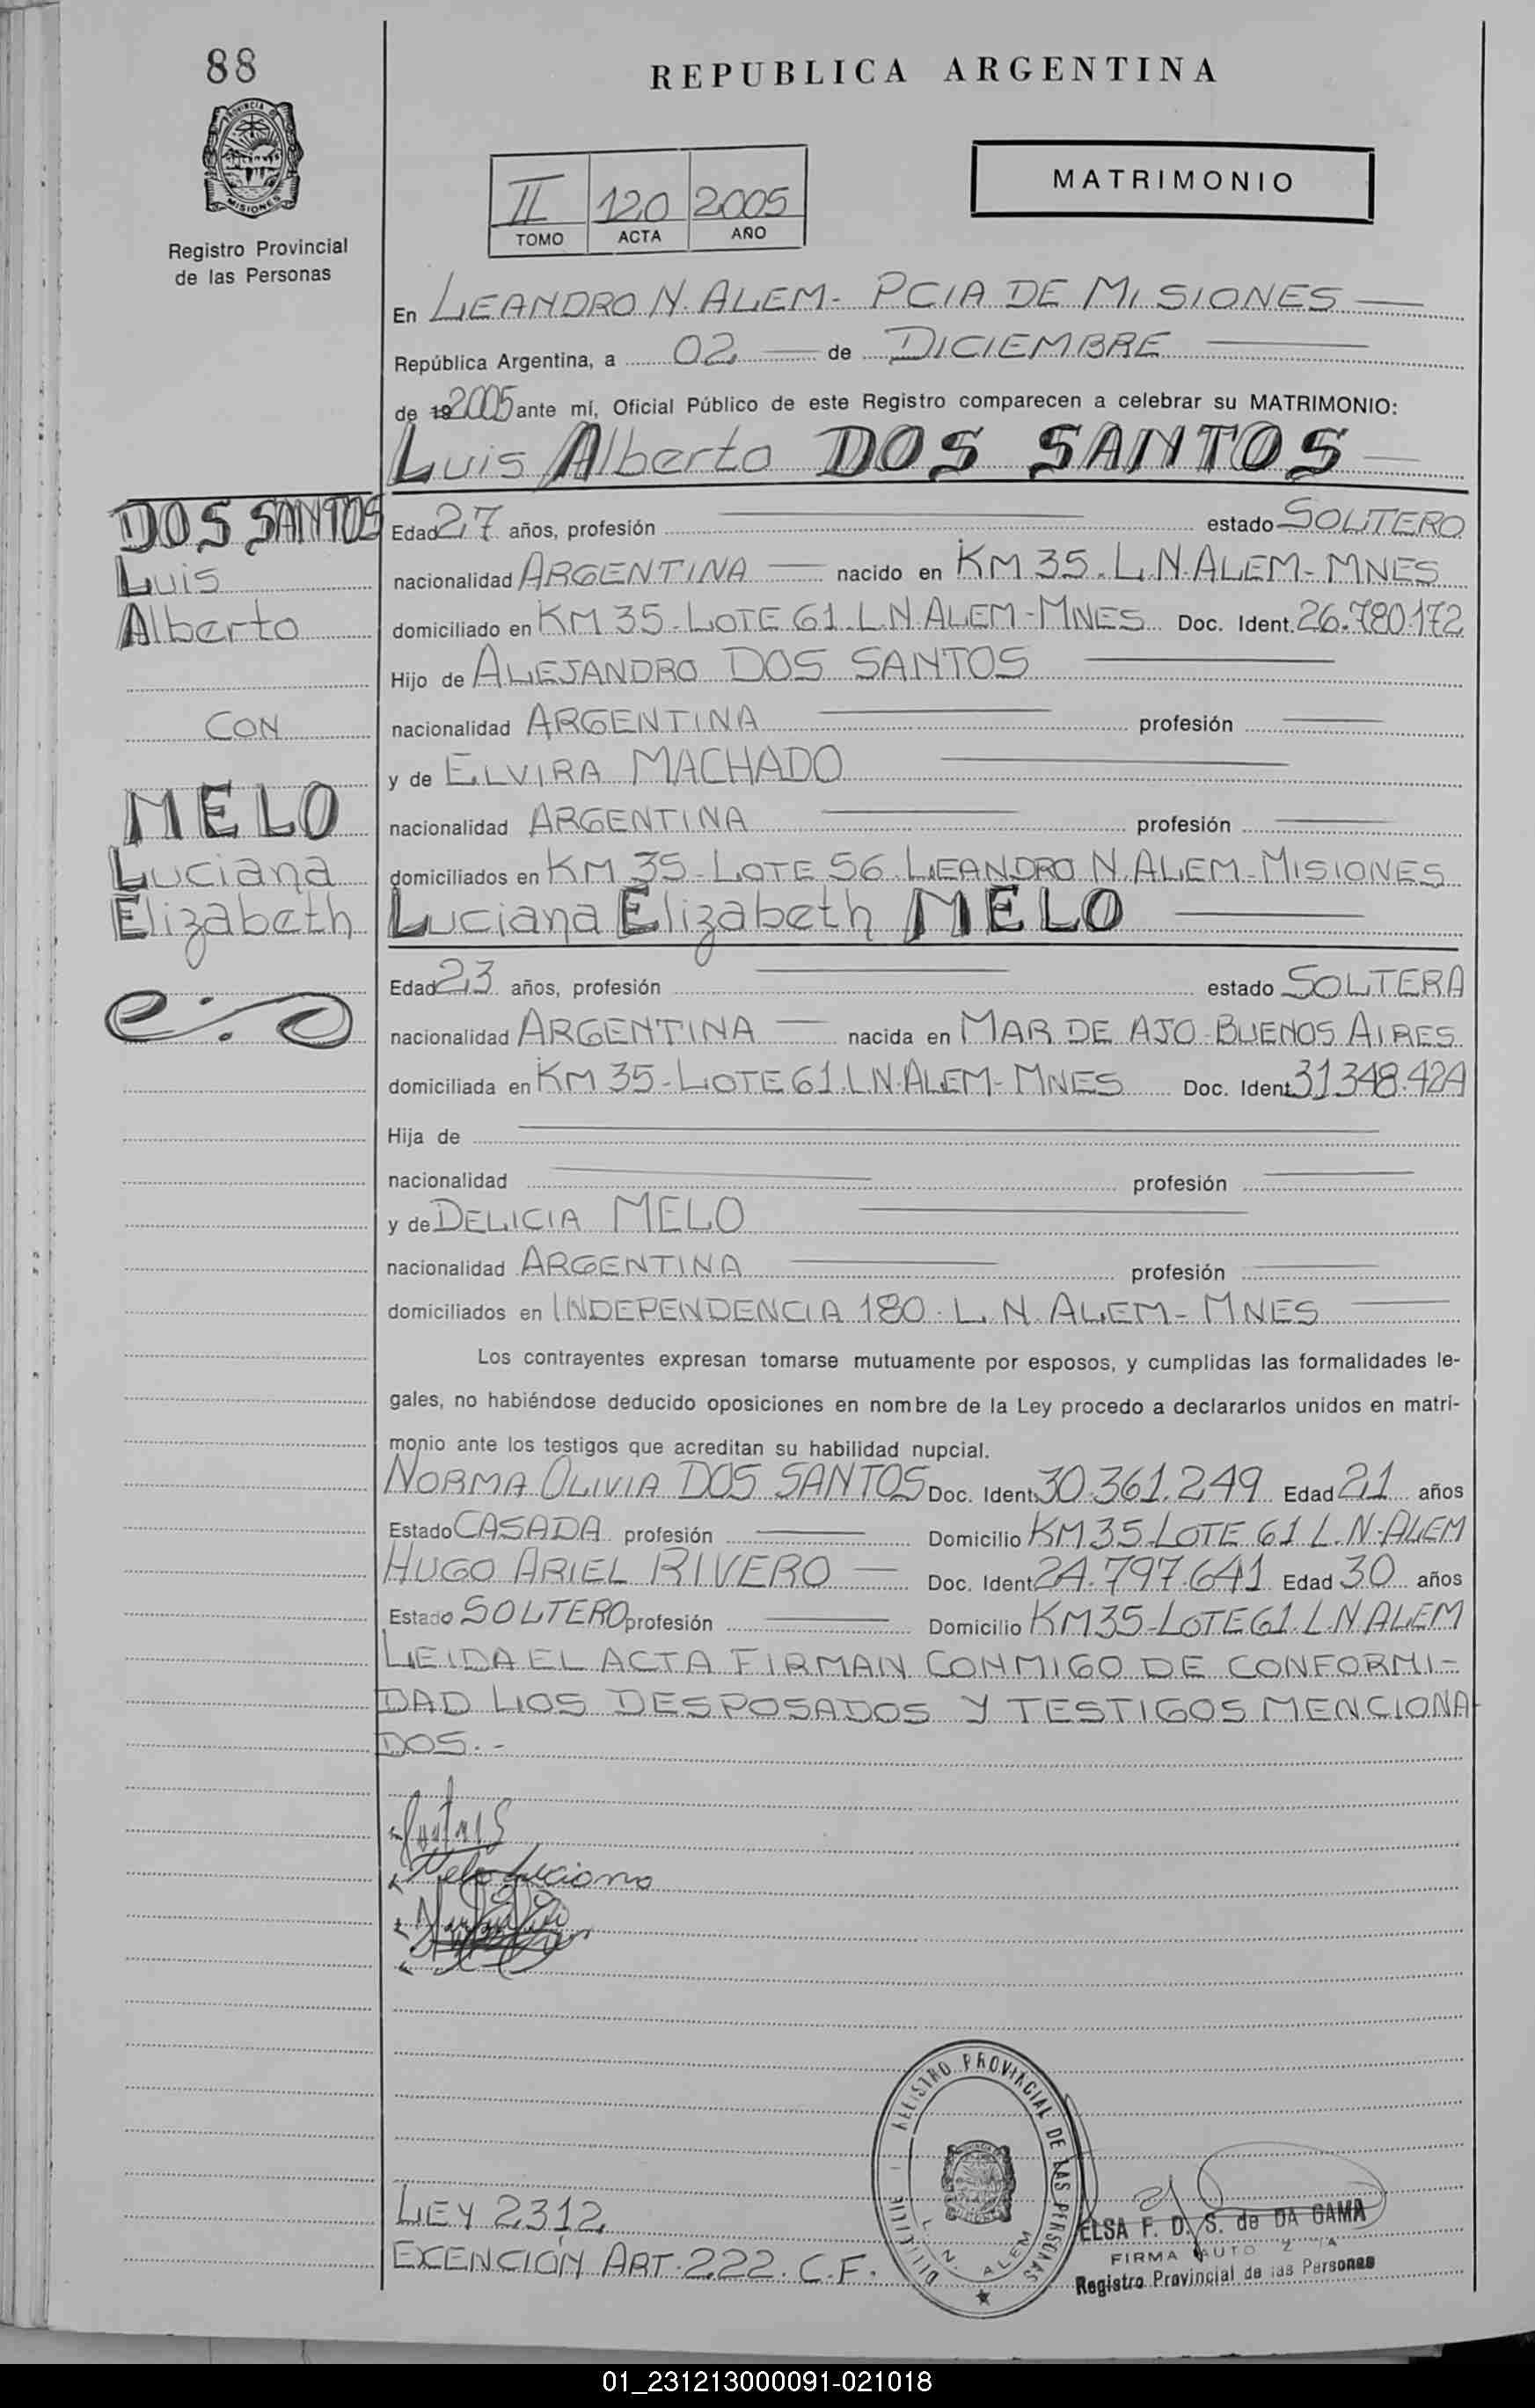 88
REPUBLICA ARGENTINA
PROVINCIA DE
MISIONES
Registro Provincial
de las Personas
II 120 2005
TOMO ACTA AÑO
MATRIMONIO
En LEANDRO N. ALEM - PCIA DE MISIONES
República Argentina, a 02 de DICIEMBRE
de 19 2005 ante mí, Oficial Público de este Registro comparecen a celebrar su MATRIMONIO:
Luis Alberto DOS SANTOS
DOS SANTOS
Luis
Alberto
CON
MELO
Luciana
Elizabeth
Edad 27 años, profesión estado SOLTERO
nacionalidad ARGENTINA nacido en KM 35. L.N. ALEM - MNES
domiciliado en KM 35 - LOTE 61. L.N. ALEM - MNES Doc. Ident. 26.780.172
Hijo de ALEJANDRO DOS SANTOS
nacionalidad ARGENTINA profesión
y de ELVIRA MACHADO
nacionalidad ARGENTINA profesión
domiciliados en KM 35 - LOTE 56. LEANDRO N. ALEM - MISIONES
Luciana Elizabeth MELO
Edad 23 años, profesión estado SOLTERA
nacionalidad ARGENTINA nacida en MAR DE AJO - BUENOS AIRES
domiciliada en KM 35 - LOTE 61. L.N. ALEM - MNES Doc. Ident. 31.348.424
Hija de
nacionalidad profesión
y de DELICIA MELO
nacionalidad ARGENTINA profesión
domiciliados en INDEPENDENCIA 180. L. N. ALEM - MNES
Los contrayentes expresan tomarse mutuamente por esposos, y cumplidas las formalidades le-
gales, no habiéndose deducido oposiciones en nombre de la Ley procedo a declararlos unidos en matri-
monio ante los testigos que acreditan su habilidad nupcial.
NORMA OLIVIA DOS SANTOS Doc. Ident. 30.361.249 Edad 21 años
Estado CASADA profesión Domicilio KM 35 - LOTE 61 L.N. ALEM
HUGO ARIEL RIVERO Doc. Ident. 24.797.641 Edad 30 años
Estado SOLTERO profesión Domicilio KM 35 - LOTE 61. L.N ALEM
LEIDA EL ACTA FIRMAN CONMIGO DE CONFORMI-
DAD LOS DESPOSADOS Y TESTIGOS MENCIONA-
DOS.-
Melo Luciana
REGISTRO PROVINCIAL DE LAS PERSONAS
L. N. ALEM
LEY 2312
EXENCIÓN ART. 222. C.F.
ELSA F. D. S. de DA GAMA
FIRMA
Registro Provincial de las Personas
01_231213000091-021018